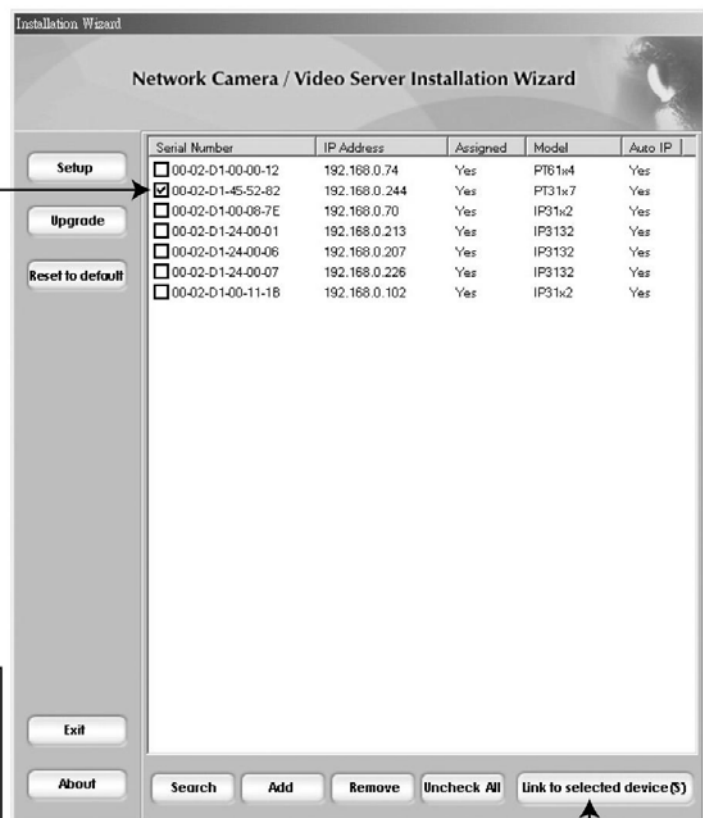 Installation Wizard
Network Camera / Video Server Installation Wizard
Serial Number IP Address Assigned Model Auto IP
00-02-D1-00-00-12 192.168.0.74 Yes PT61x4 Yes
00-02-D1-45-52-82 192.168.0.244 Yes PT31x7 Yes
00-02-D1-00-08-7E 192.168.0.70 Yes IP31x2 Yes
00-02-D1-24-00-01 192.168.0.213 Yes IP3132 Yes
00-02-D1-24-00-06 192.168.0.207 Yes IP3132 Yes
00-02-D1-24-00-07 192.168.0.226 Yes IP3132 Yes
00-02-D1-00-11-1B 192.168.0.102 Yes IP31x2 Yes
Setup
Upgrade
Reset to default
Exit
About
Search Add Remove Uncheck All Link to selected device(S)